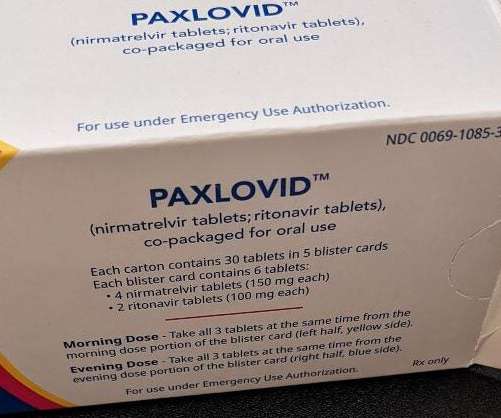 PAXLOVID™
(nirmatrelvir tablets; ritonavir tablets),
co-packaged for oral use
For use under Emergency Use Authorization.
NDC 0069-1085-3
PAXLOVID™
(nirmatrelvir tablets; ritonavir tablets),
co-packaged for oral use
Each carton contains 30 tablets in 5 blister cards
Each blister card contains 6 tablets:
• 4 nirmatrelvir tablets (150 mg each)
• 2 ritonavir tablets (100 mg each)
Morning Dose - Take all 3 tablets at the same time from the
morning dose portion of the blister card (left half, yellow side).
Evening Dose - Take all 3 tablets at the same time from the
evening dose portion of the blister card (right half, blue side).
For use under Emergency Use Authorization.
Rx only